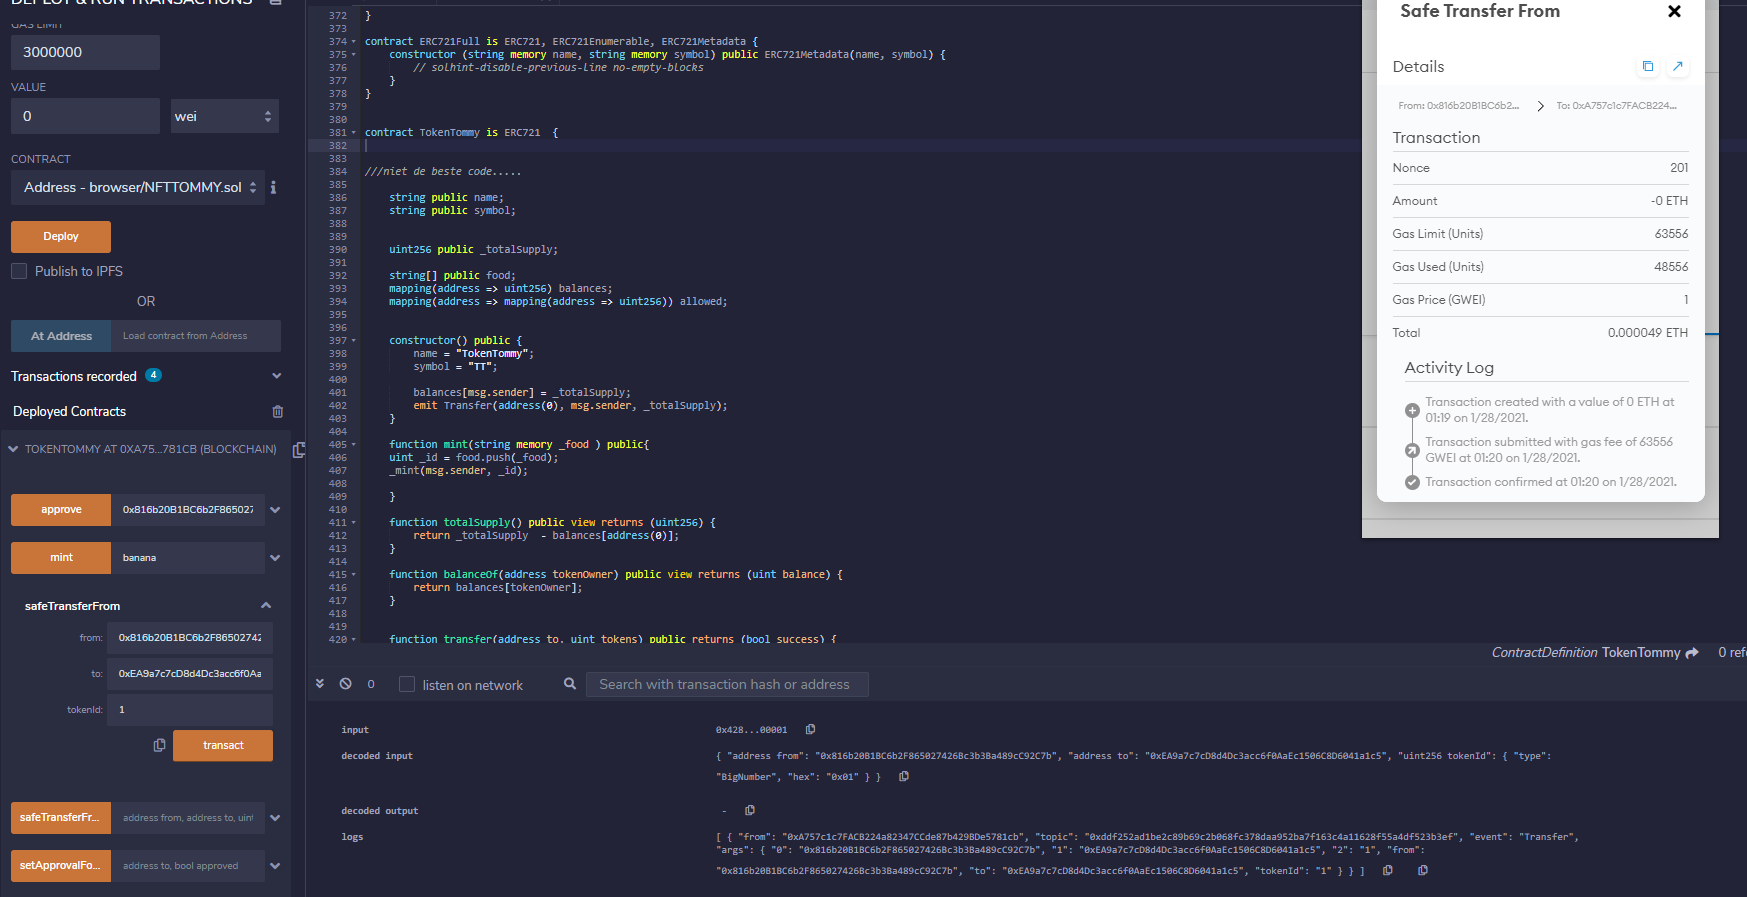 DEPLOY & RUN TRANSACTIONS
GAS LIMIT
3000000
VALUE
0
wei
CONTRACT
Address - browser/NFTTOMMY.sol
Deploy
Publish to IPFS
OR
At Address
Load contract from Address
Transactions recorded 4
Deployed Contracts
TOKENTOMMY AT 0XA75...781CB (BLOCKCHAIN)
approve
0x816b20B1BC6b2F865027
mint
banana
safeTransferFrom
from: 0x816b20B1BC6b2F86502742
to: 0xEA9a7c7cD8d4Dc3acc6f0Aa
tokenId: 1
transact
safeTransferFr...
address from, address to, uint
setApprovalFo...
address to, bool approved
372 }
373
374 contract ERC721Full is ERC721, ERC721Enumerable, ERC721Metadata {
375 constructor (string memory name, string memory symbol) public ERC721Metadata(name, symbol) {
376 // solhint-disable-previous-line no-empty-blocks
377 }
378 }
379
380
381 contract TokenTommy is ERC721 {
382
383
384 ///niet de beste code.....
385
386 string public name;
387 string public symbol;
388
389
390 uint256 public _totalSupply;
391
392 string[] public food;
393 mapping(address => uint256) balances;
394 mapping(address => mapping(address => uint256)) allowed;
395
396
397 constructor() public {
398 name = "TokenTommy";
399 symbol = "TT";
400
401 balances[msg.sender] = _totalSupply;
402 emit Transfer(address(0), msg.sender, _totalSupply);
403 }
404
405 function mint(string memory _food ) public{
406 uint _id = food.push(_food);
407 _mint(msg.sender, _id);
408
409 }
410
411 function totalSupply() public view returns (uint256) {
412 return _totalSupply - balances[address(0)];
413 }
414
415 function balanceOf(address tokenOwner) public view returns (uint balance) {
416 return balances[tokenOwner];
417 }
418
419
420 function transfer(address to, uint tokens) public returns (bool success) {
ContractDefinition TokenTommy 0 ref
0
listen on network
Search with transaction hash or address
input
0x428...00001
decoded input
{ "address from": "0x816b20B1BC6b2F865027426Bc3b3Ba489cC92C7b", "address to": "0xEA9a7c7cD8d4Dc3acc6f0AaEc1506C8D6041a1c5", "uint256 tokenId": { "type":
"BigNumber", "hex": "0x01" } }
decoded output
-
logs
[ { "from": "0xA757c1c7FACB224a82347CCde87b429BDe5781cb", "topic": "0xddf252ad1be2c89b69c2b068fc378daa952ba7f163c4a11628f55a4df523b3ef", "event": "Transfer",
"args": { "0": "0x816b20B1BC6b2F865027426Bc3b3Ba489cC92C7b", "1": "0xEA9a7c7cD8d4Dc3acc6f0AaEc1506C8D6041a1c5", "2": "1", "from":
"0x816b20B1BC6b2F865027426Bc3b3Ba489cC92C7b", "to": "0xEA9a7c7cD8d4Dc3acc6f0AaEc1506C8D6041a1c5", "tokenId": "1" } } ]
Safe Transfer From
Details
From: 0x816b20B1BC6b2... > To: 0xA757c1c7FACB224...
Transaction
Nonce 201
Amount -0 ETH
Gas Limit (Units) 63556
Gas Used (Units) 48556
Gas Price (GWEI) 1
Total 0.000049 ETH
Activity Log
Transaction created with a value of 0 ETH at
01:19 on 1/28/2021.
Transaction submitted with gas fee of 63556
GWEI at 01:20 on 1/28/2021.
Transaction confirmed at 01:20 on 1/28/2021.